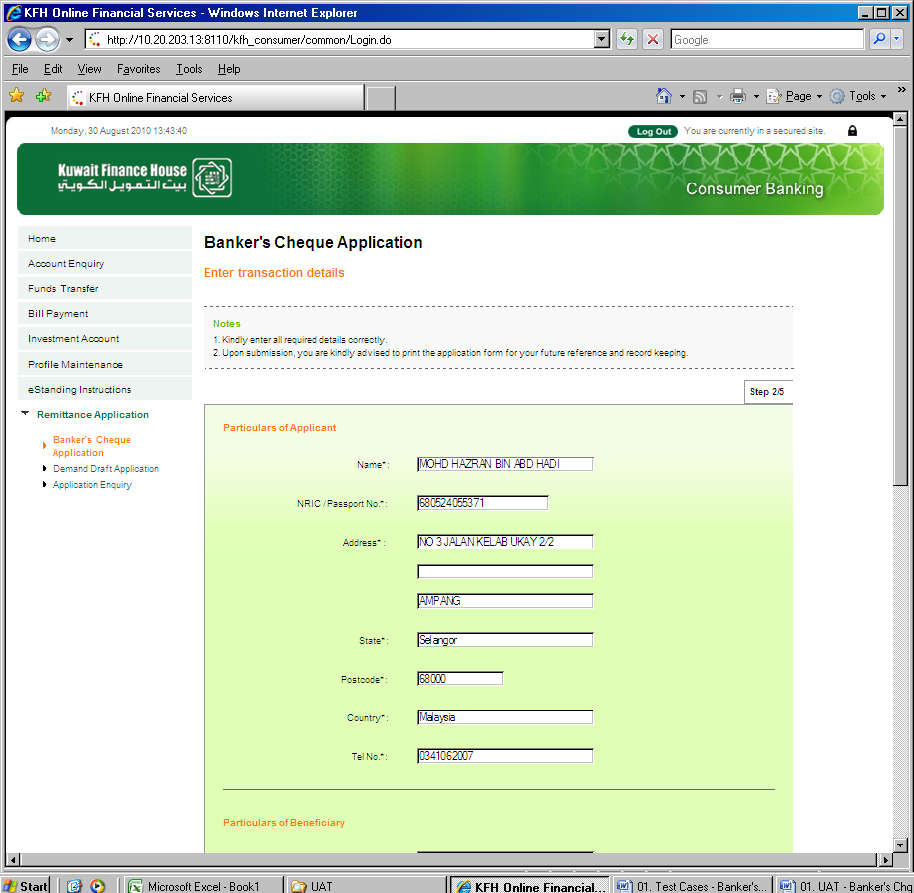 KFH Online Financial Services - Windows Internet Explorer
http://10.20.203.13:8110/kfh_consumer/common/Login.do
Google
File Edit View Favorites Tools Help
KFH Online Financial Services
Page Tools
Monday, 30 August 2010 13:43:40
Log Out You are currently in a secured site.
Kuwait Finance House
بيت التمويل الكويتي
Consumer Banking
Home
Account Enquiry
Funds Transfer
Bill Payment
Investment Account
Profile Maintenance
eStanding Instructions
Remittance Application
Banker's Cheque
Application
Demand Draft Application
Application Enquiry
Banker's Cheque Application
Enter transaction details
Notes
1. Kindly enter all required details correctly.
2. Upon submission, you are kindly advised to print the application form for your future reference and record keeping.
Step 2/5
Particulars of Applicant
Name*: MOHD HAZRAN BIN ABD HADI
NRIC / Passport No.*: 680524055371
Address*: NO 3 JALAN KELAB UKAY 2/2
AMPANG
State*: Selangor
Postcode*: 68000
Country*: Malaysia
Tel No.*: 0341062007
Particulars of Beneficiary
Start Microsoft Excel - Book1 UAT KFH Online Financial... 01. Test Cases - Banker's... 01. UAT - Banker's Chq